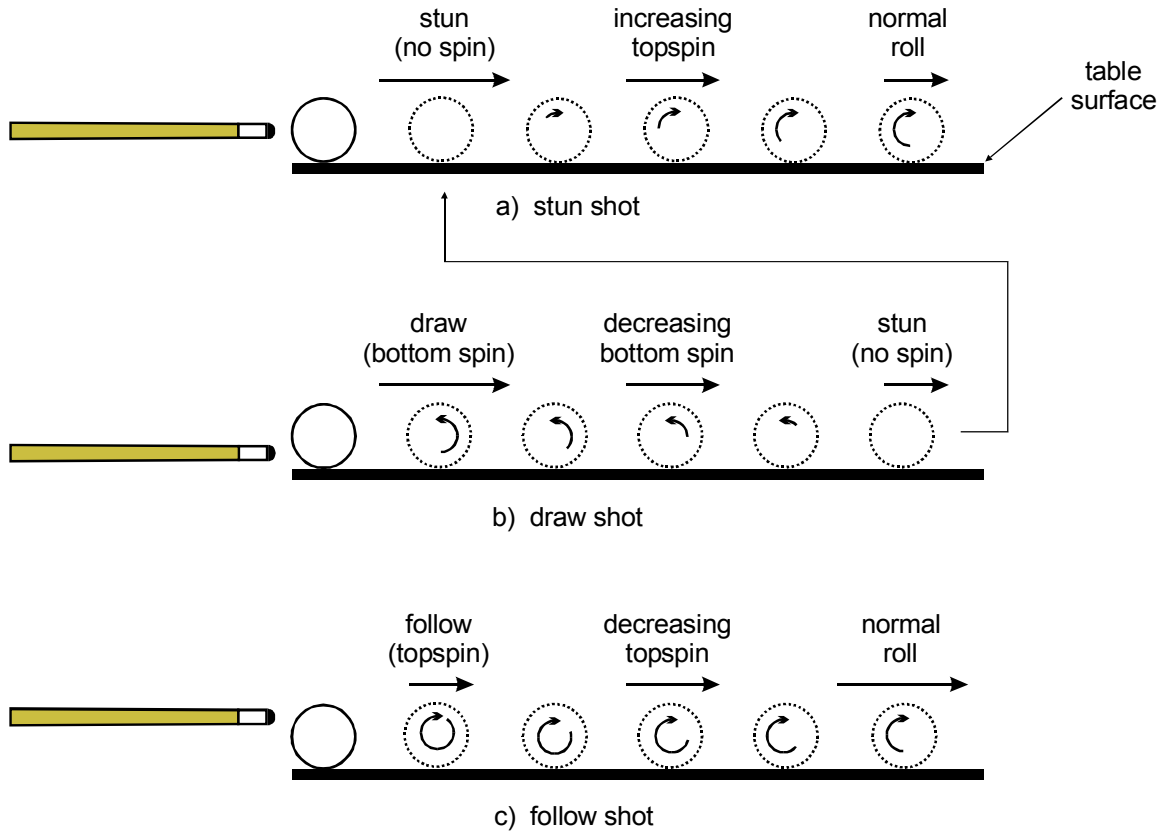 stun
(no spin)
increasing
topspin
normal
roll
table
surface
a) stun shot
draw
(bottom spin)
decreasing
bottom spin
stun
(no spin)
b) draw shot
follow
(topspin)
decreasing
topspin
normal
roll
c) follow shot